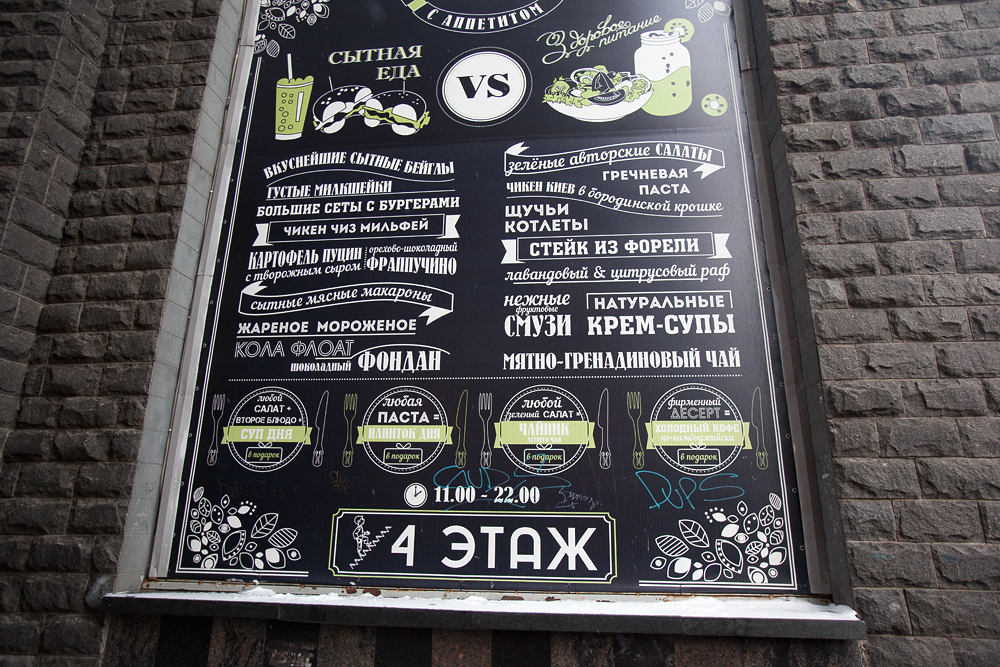 С АППЕТИТОМ
СЫТНАЯ
ЕДА
VS
Здоровое
питание
ВКУСНЕЙШИЕ СЫТНЫЕ БЕЙГЛЫ
ГУСТЫЕ МИЛКШЕЙКИ
БОЛЬШИЕ СЕТЫ С БУРГЕРАМИ
ЧИКЕН ЧИЗ МИЛЬФЕЙ
КАРТОФЕЛЬ ПУЦИН
с творожным сыром
орехово-шоколадный
ФРАППУЧИНО
сытные мясные макароны
ЖАРЕНОЕ МОРОЖЕНОЕ
КОЛА ФЛОАТ
шоколадный ФОНДАН
зелёные авторские САЛАТЫ
ГРЕЧНЕВАЯ
ПАСТА
ЧИКЕН КИЕВ в бородинской крошке
ЩУЧЬИ
КОТЛЕТЫ
СТЕЙК ИЗ ФОРЕЛИ
лавандовый & цитрусовый раф
нежные
фруктовые
СМУЗИ
НАТУРАЛЬНЫЕ
КРЕМ-СУПЫ
МЯТНО-ГРЕНАДИНОВЫЙ ЧАЙ
любой
САЛАТ +
ВТОРОЕ БЛЮДО =
СУП ДНЯ
в подарок
любая
ПАСТА =
НАПИТОК ДНЯ
в подарок
любой
зеленый САЛАТ =
ЧАЙНИК
ЛЕТНЕГО ЧАЯ
в подарок
фирменный
ДЕСЕРТ =
ХОЛОДНЫЙ КОФЕ
по-камбоджийски
в подарок
11.00 - 22.00
4 ЭТАЖ